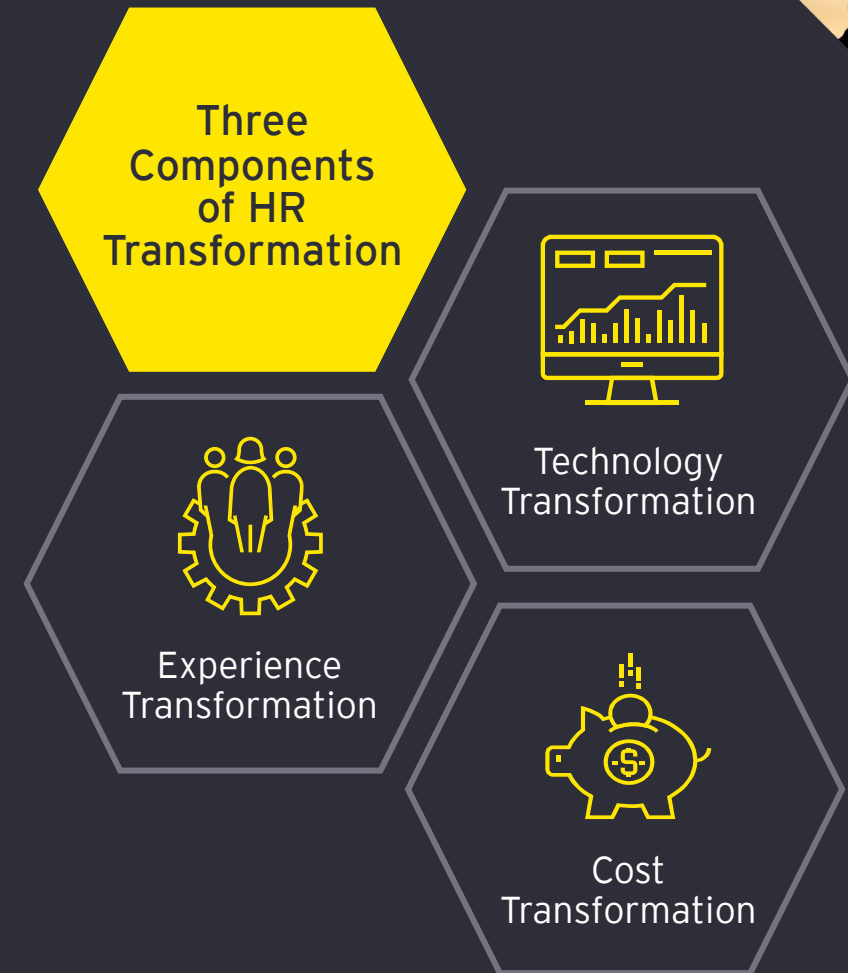 Three
Components
of HR
Transformation
Technology
Transformation
Experience
Transformation
$
Cost
Transformation